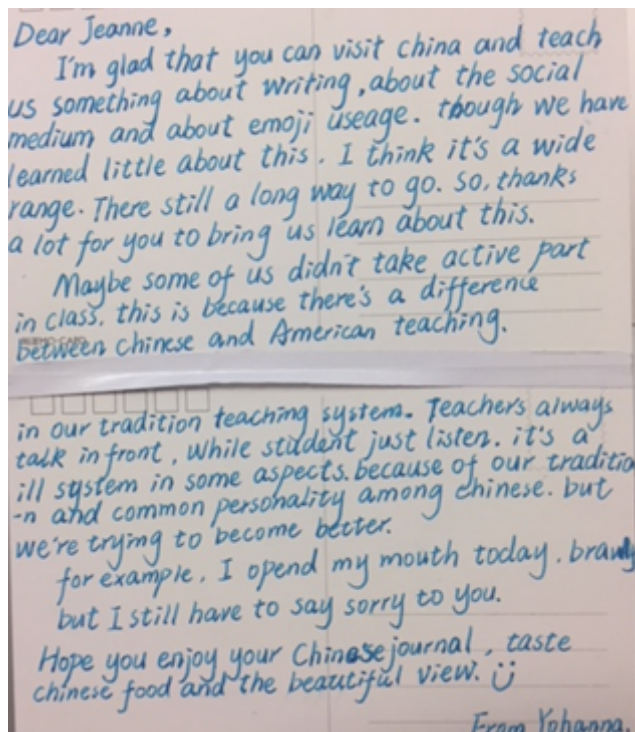 Dear Jeanne,
I'm glad that you can visit china and teach
us something about writing, about the social
medium and about emoji useage. though we have
learned little about this. I think it's a wide
range. There still a long way to go. So, thanks
a lot for you to bring us learn about this.
Maybe some of us didn't take active part
in class, this is because there's a difference
between Chinese and American teaching.
in our tradition teaching system. Teachers always
talk in front, while student just listen. it's a
ill system in some aspects. because of our traditio
-n and common personality among chinese. but
we're trying to become better.
for example, I opend my mouth today. bravely
but I still have to say sorry to you.
Hope you enjoy your Chinese journal, taste
chinese food and the beautiful view. ü
From Yohanna.